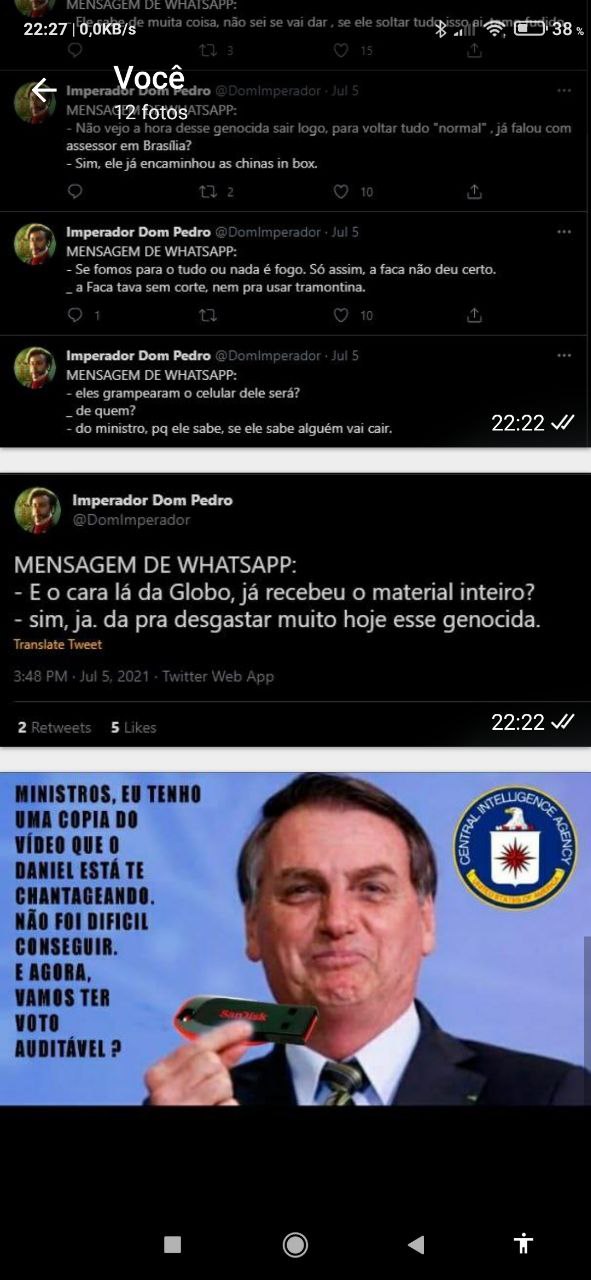 MENSAGEM DE WHATSAPP:
- Ele sabe de muita coisa, não sei se vai dar , se ele soltar tudo isso ai, tamo fudido
22:27 | 0,0KB/s
38 %
3
15
Você
12 fotos
Imperador Dom Pedro @DomImperador · Jul 5
MENSAGEM DE WHATSAPP:
- Não vejo a hora desse genocida sair logo, para voltar tudo "normal" , já falou com
assessor em Brasília?
- Sim, ele já encaminhou as chinas in box.
2
10
Imperador Dom Pedro @DomImperador · Jul 5
MENSAGEM DE WHATSAPP:
- Se fomos para o tudo ou nada é fogo. Só assim, a faca não deu certo.
_ a Faca tava sem corte, nem pra usar tramontina.
1
10
Imperador Dom Pedro @DomImperador · Jul 5
MENSAGEM DE WHATSAPP:
- eles grampearam o celular dele será?
_ de quem?
- do ministro, pq ele sabe, se ele sabe alguém vai cair.
22:22
Imperador Dom Pedro
@DomImperador
MENSAGEM DE WHATSAPP:
- E o cara lá da Globo, já recebeu o material inteiro?
- sim, ja. da pra desgastar muito hoje esse genocida.
Translate Tweet
3:48 PM · Jul 5, 2021 · Twitter Web App
2 Retweets 5 Likes
22:22
MINISTROS, EU TENHO
UMA COPIA DO
VÍDEO QUE O
DANIEL ESTÁ TE
CHANTAGEANDO.
NÃO FOI DIFICIL
CONSEGUIR.
E AGORA,
VAMOS TER
VOTO
AUDITÁVEL ?
CENTRAL INTELLIGENCE AGENCY
UNITED STATES OF AMERICA
SanDisk